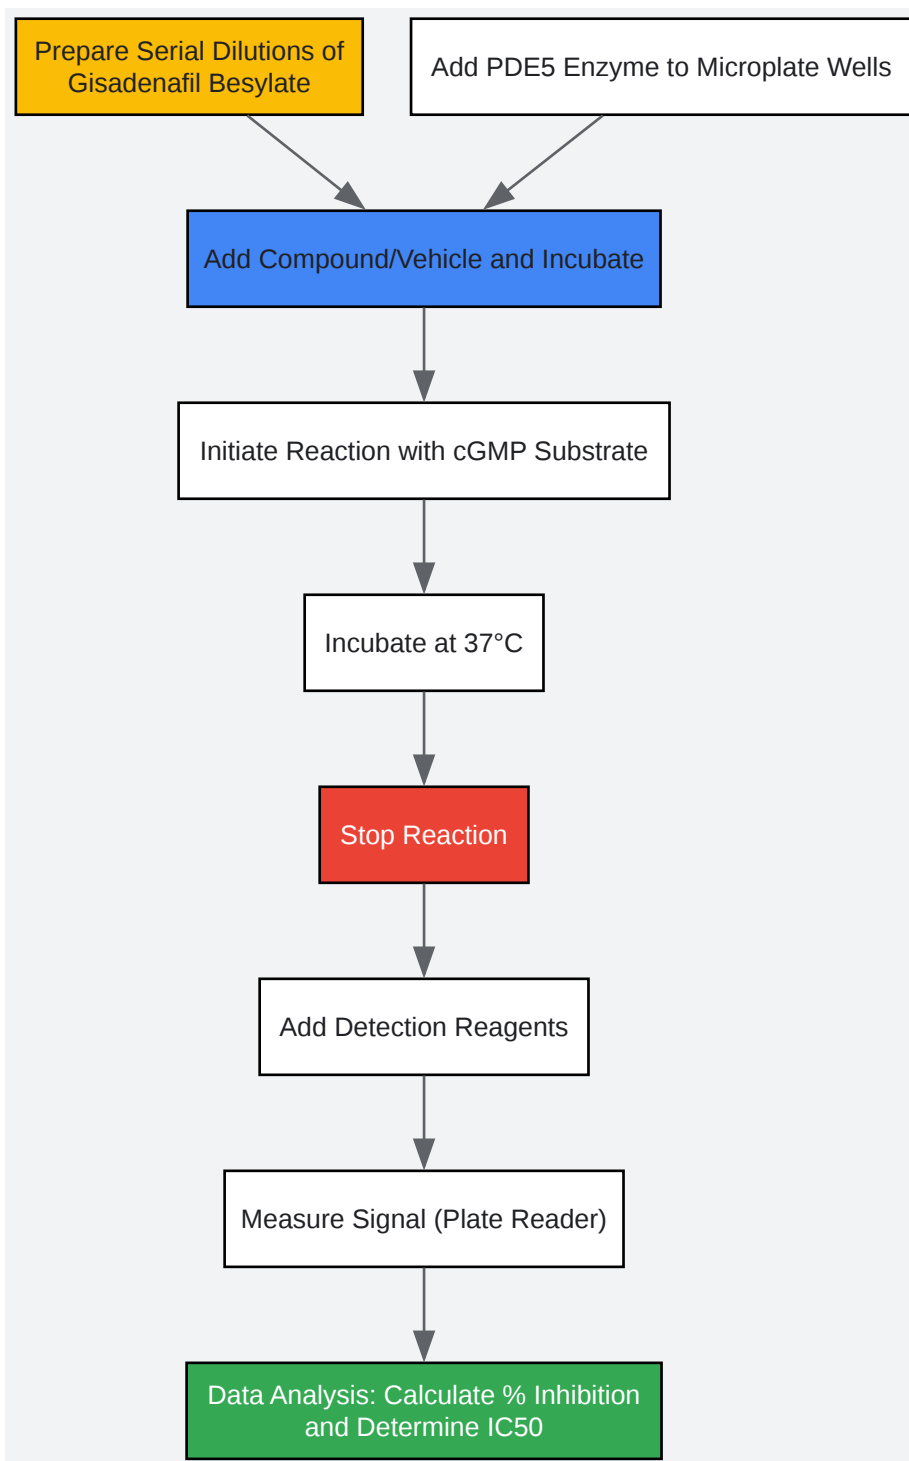 Prepare Serial Dilutions of
Gisadenafil Besylate
Add PDE5 Enzyme to Microplate Wells
Add Compound/Vehicle and Incubate
Initiate Reaction with cGMP Substrate
Incubate at 37°C
Stop Reaction
Add Detection Reagents
Measure Signal (Plate Reader)
Data Analysis: Calculate % Inhibition
and Determine IC50